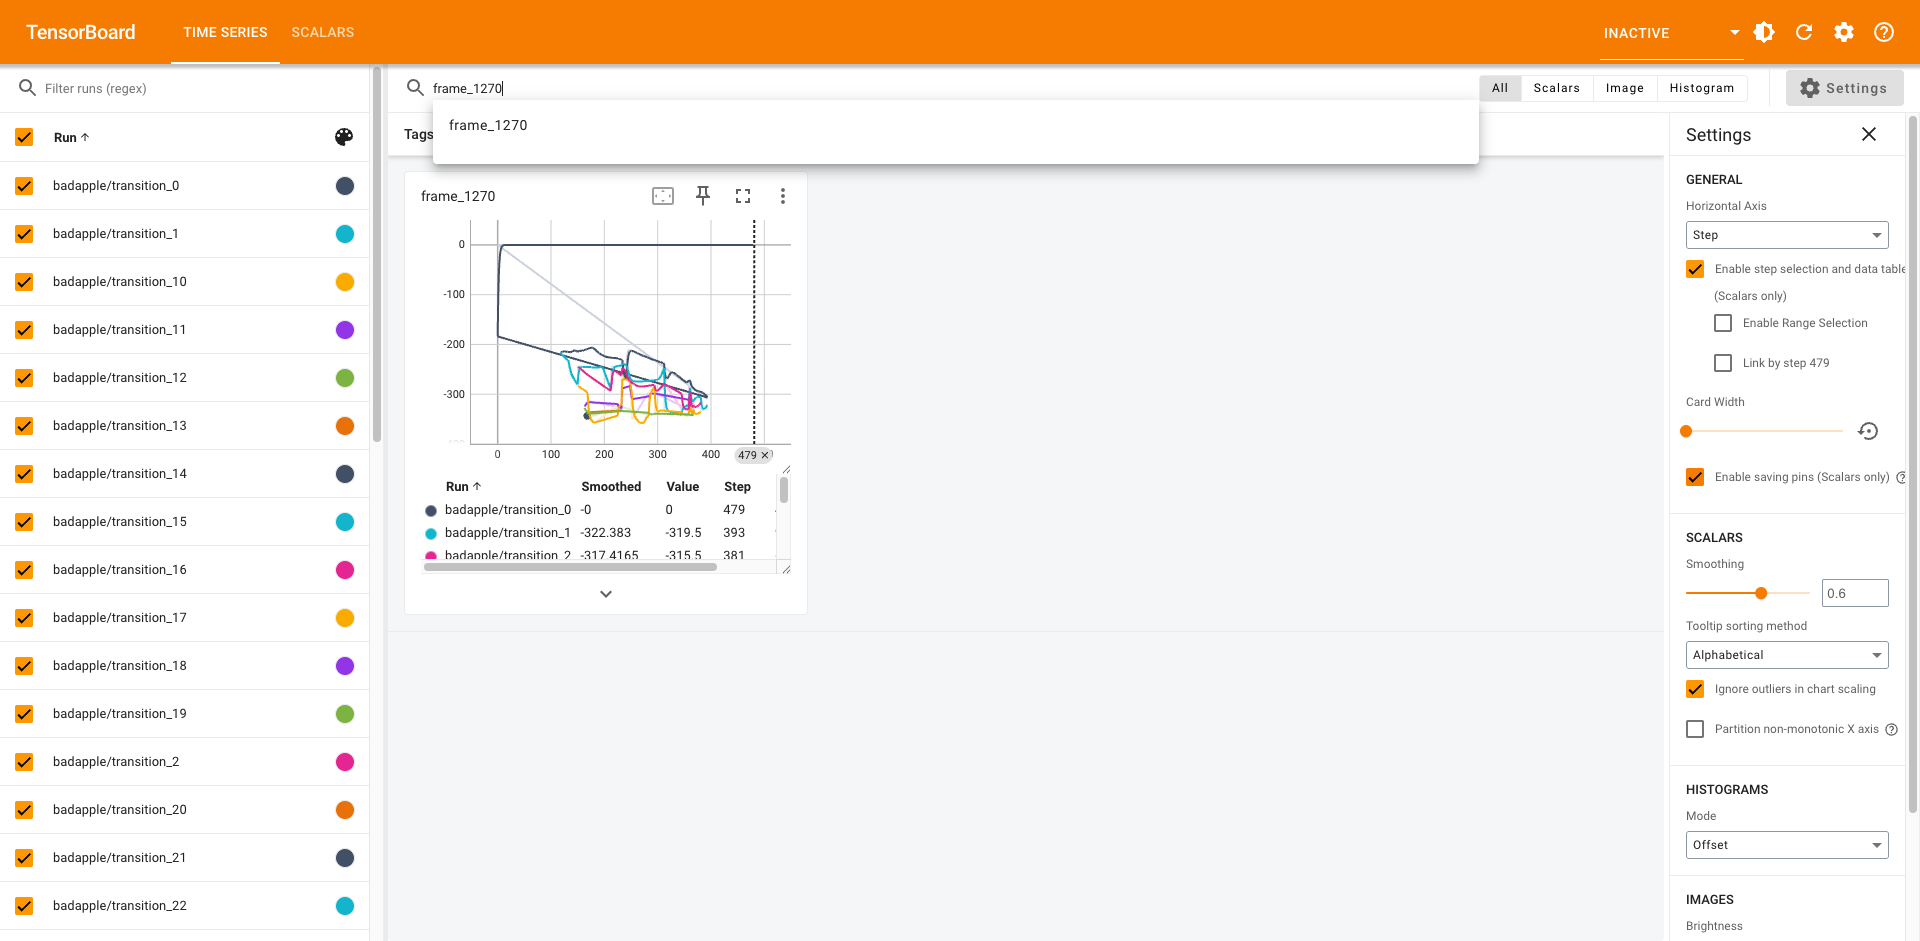 TensorBoard
TIME SERIES
SCALARS
INACTIVE
Filter runs (regex)
frame_1270
All
Scalars
Image
Histogram
Settings
frame_1270
Run ↑
badapple/transition_0
badapple/transition_1
badapple/transition_10
badapple/transition_11
badapple/transition_12
badapple/transition_13
badapple/transition_14
badapple/transition_15
badapple/transition_16
badapple/transition_17
badapple/transition_18
badapple/transition_19
badapple/transition_2
badapple/transition_20
badapple/transition_21
badapple/transition_22
Tags
frame_1270
0
-100
-200
-300
0 100 200 300 400 479 ✕
Run ↑ Smoothed Value Step
badapple/transition_0 -0 0 479
badapple/transition_1 -322.383 -319.5 393
badapple/transition_2 -317.4165 -315.5 381
Settings
GENERAL
Horizontal Axis
Step
Enable step selection and data table
(Scalars only)
Enable Range Selection
Link by step 479
Card Width
Enable saving pins (Scalars only)
SCALARS
Smoothing
0.6
Tooltip sorting method
Alphabetical
Ignore outliers in chart scaling
Partition non-monotonic X axis
HISTOGRAMS
Mode
Offset
IMAGES
Brightness